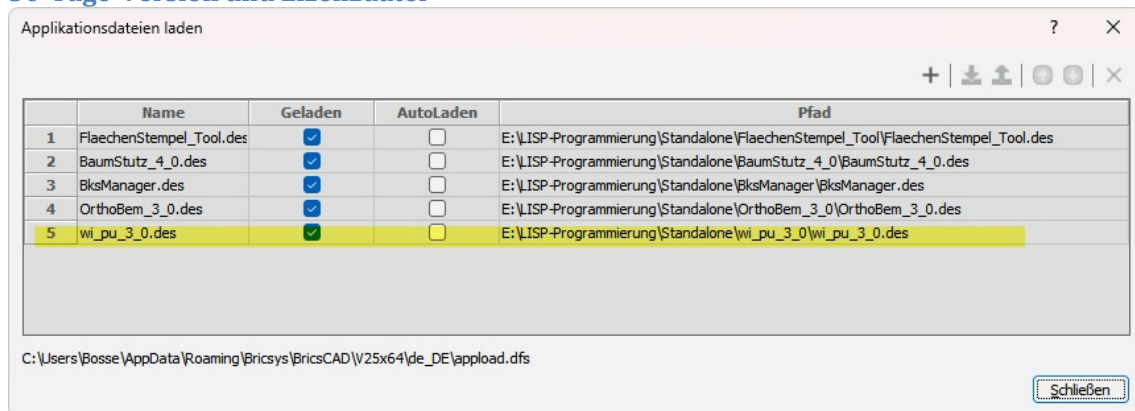 Applikationsdateien laden ?
Name Geladen AutoLaden Pfad
1 FlaechenStempel_Tool.des E:\LISP-Programmierung\Standalone\FlaechenStempel_Tool\FlaechenStempel_Tool.des
2 BaumStutz_4_0.des E:\LISP-Programmierung\Standalone\BaumStutz_4_0\BaumStutz_4_0.des
3 BksManager.des E:\LISP-Programmierung\Standalone\BksManager\BksManager.des
4 OrthoBem_3_0.des E:\LISP-Programmierung\Standalone\OrthoBem_3_0\OrthoBem_3_0.des
5 wi_pu_3_0.des E:\LISP-Programmierung\Standalone\wi_pu_3_0\wi_pu_3_0.des
C:\Users\Bosse\AppData\Roaming\Bricsys\BricsCAD\V25x64\de_DE\appload.dfs
Schließen